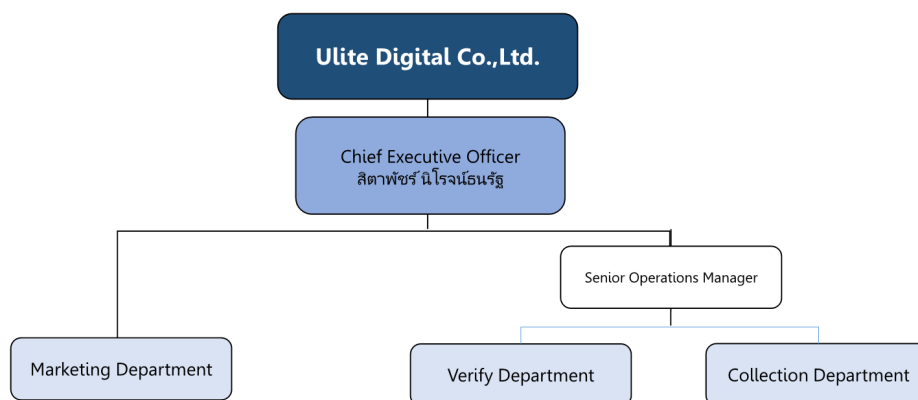 Ulite Digital Co.,Ltd.
Chief Executive Officer
สิตาพัชร์ นิโรจน์ธนรัฐ
Senior Operations Manager
Marketing Department
Verify Department
Collection Department